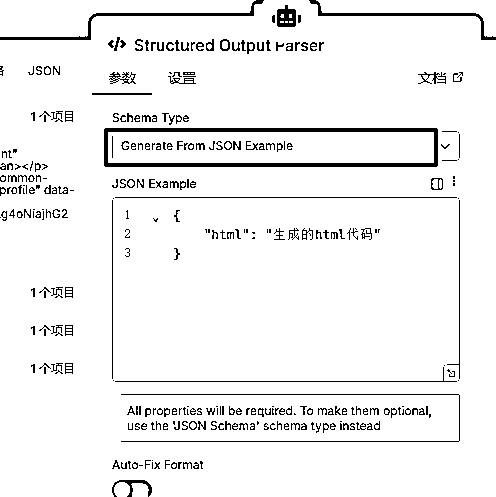 Structured Output Parser
JSON
参数 设置 文档
1个项目
Schema Type
nt"
Generate From JSON Example
an></p>
ommon-
profile" data-
JSON Example
g4oNiajhG2
1 {
2 "html": "生成的html代码"
3 }
1个项目
1个项目
1个项目
All properties will be required. To make them optional,
use the 'JSON Schema' schema type instead
Auto-Fix Format